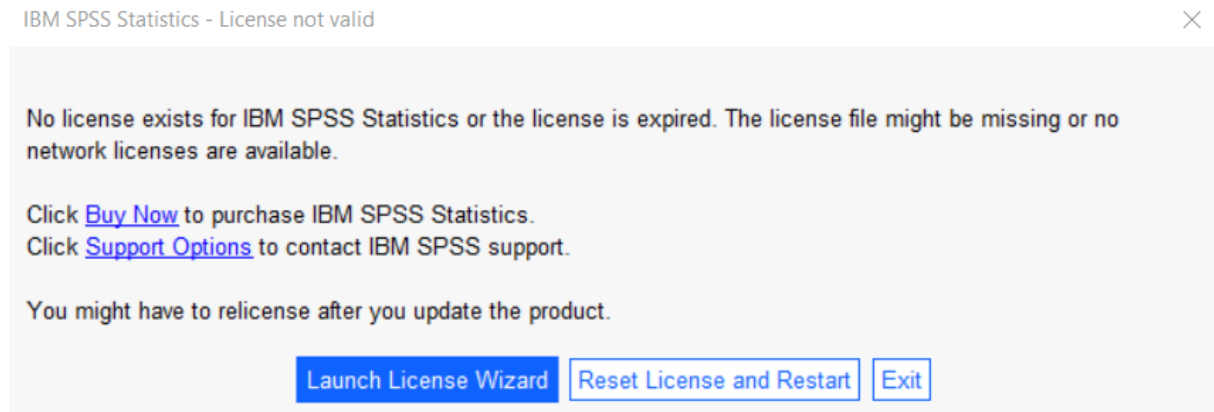 IBM SPSS Statistics - License not valid
No license exists for IBM SPSS Statistics or the license is expired. The license file might be missing or no
network licenses are available.
Click Buy Now to purchase IBM SPSS Statistics.
Click Support Options to contact IBM SPSS support.
You might have to relicense after you update the product.
Launch License Wizard Reset License and Restart Exit